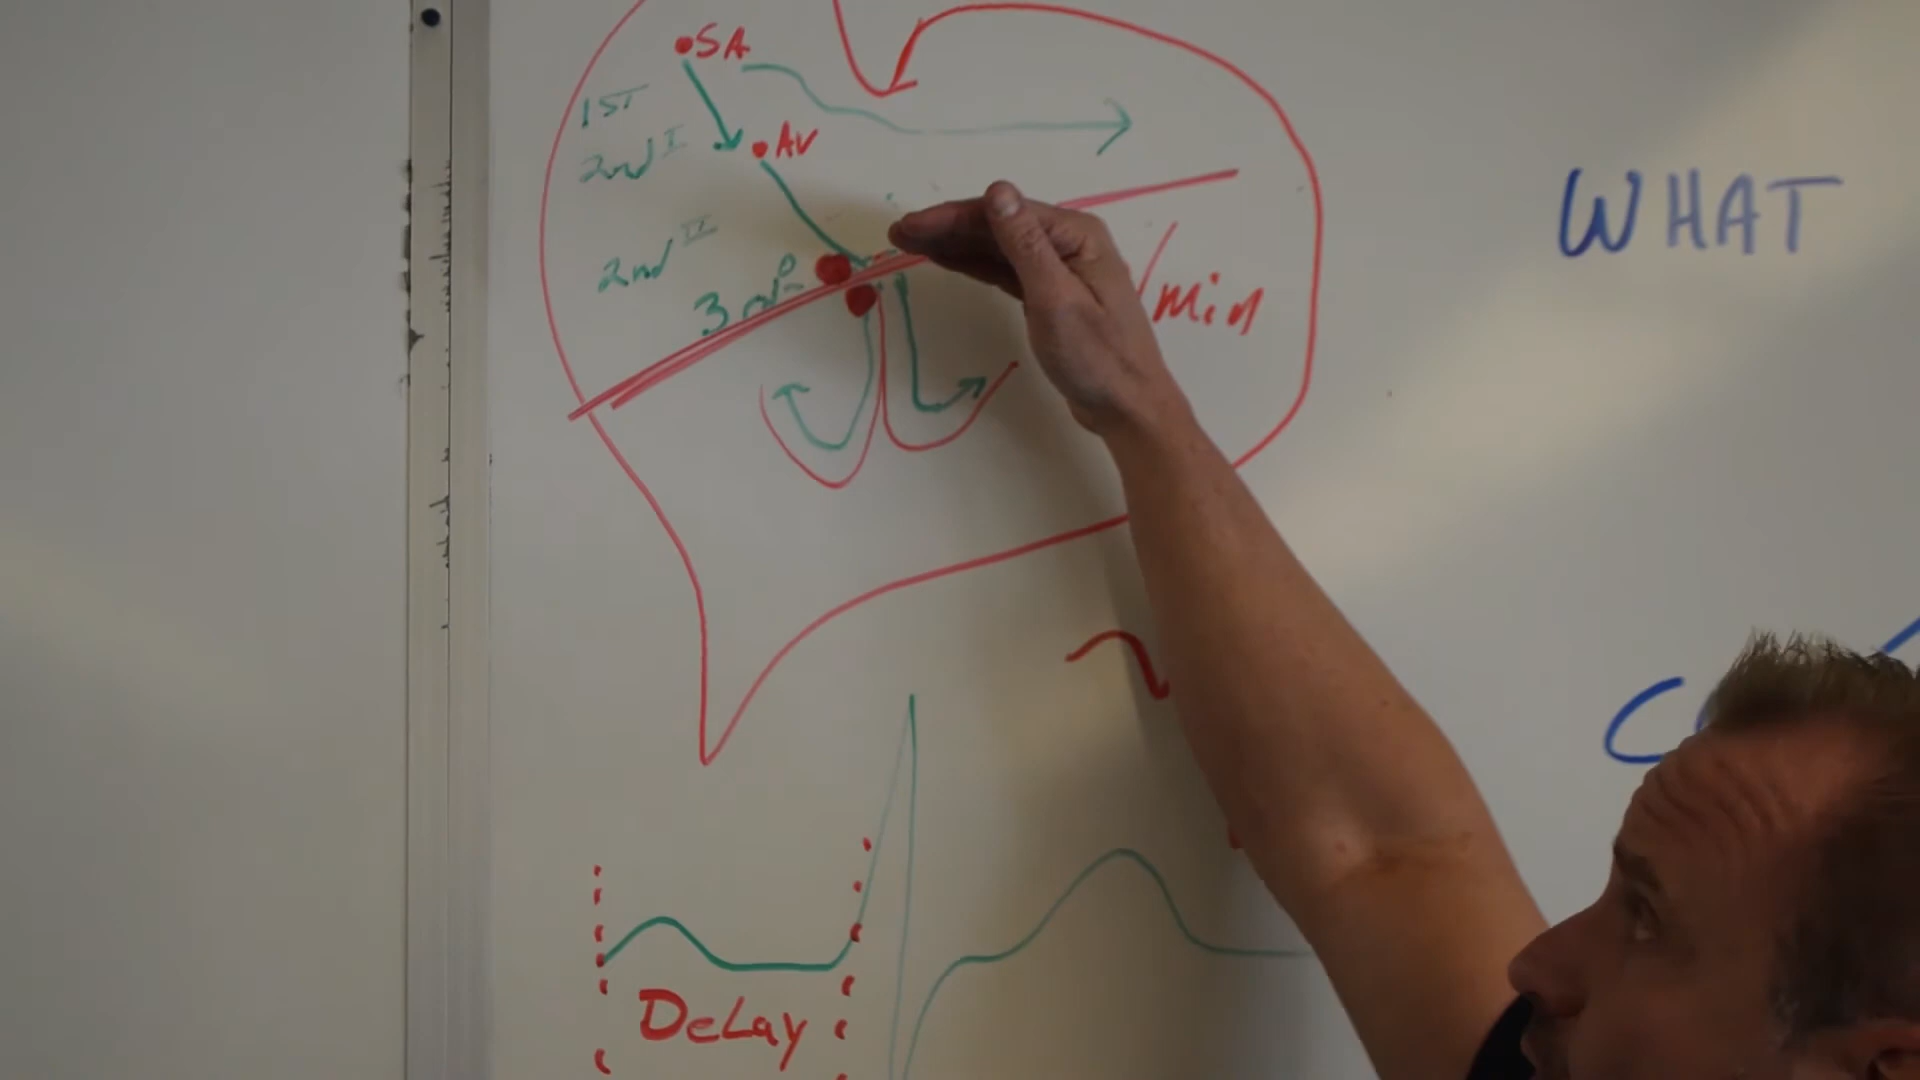 SA
1ST
AV
2nd I
WHAT
2nd II
3rd
/min
DeLay